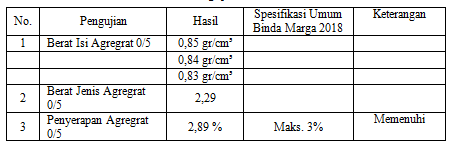 No. Pengujian Hasil Spesifikasi Umum Binda Marga 2018 Keterangan
1 Berat Isi Agregrat 0/5 0,85 gr/cm³
0,84 gr/cm³
0,83 gr/cm³
2 Berat Jenis Agregrat 0/5 2,29
3 Penyerapan Agregrat 0/5 2,89 % Maks. 3% Memenuhi